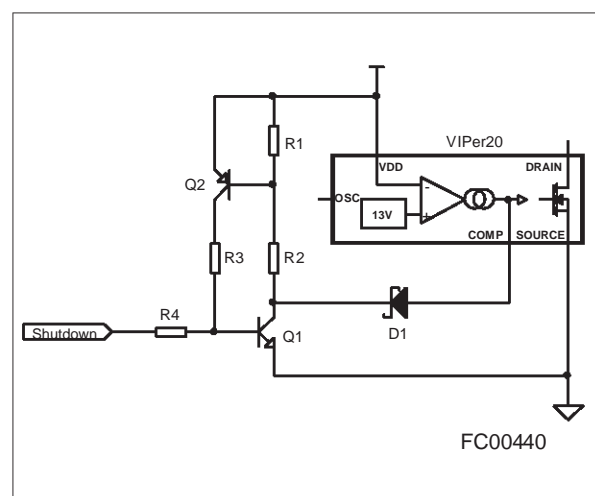 R1
VIPer20
VDD
DRAIN
Q2
OSC
-
13V
+
COMP
SOURCE
R3
R2
R4
Shutdown
Q1
D1
FC00440